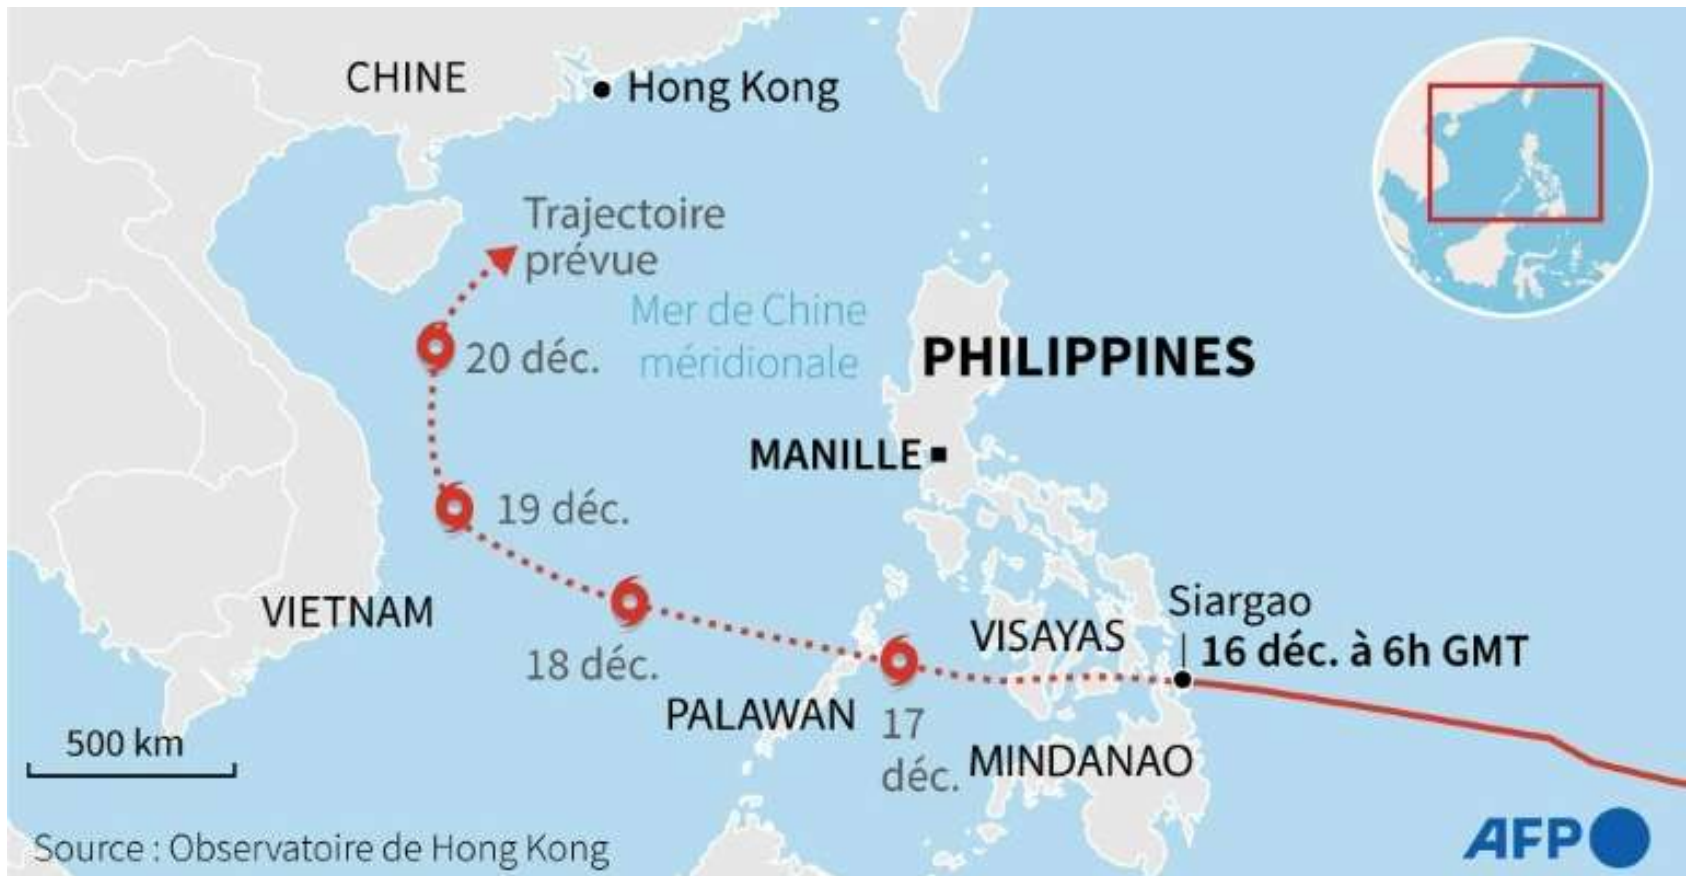 CHINE
Hong Kong
Trajectoire
prévue
Mer de Chine
méridionale
20 déc.
PHILIPPINES
MANILLE
19 déc.
VIETNAM
18 déc.
Siargao
16 déc. à 6h GMT
VISAYAS
PALAWAN
17
déc.
MINDANAO
500 km
Source : Observatoire de Hong Kong
AFP